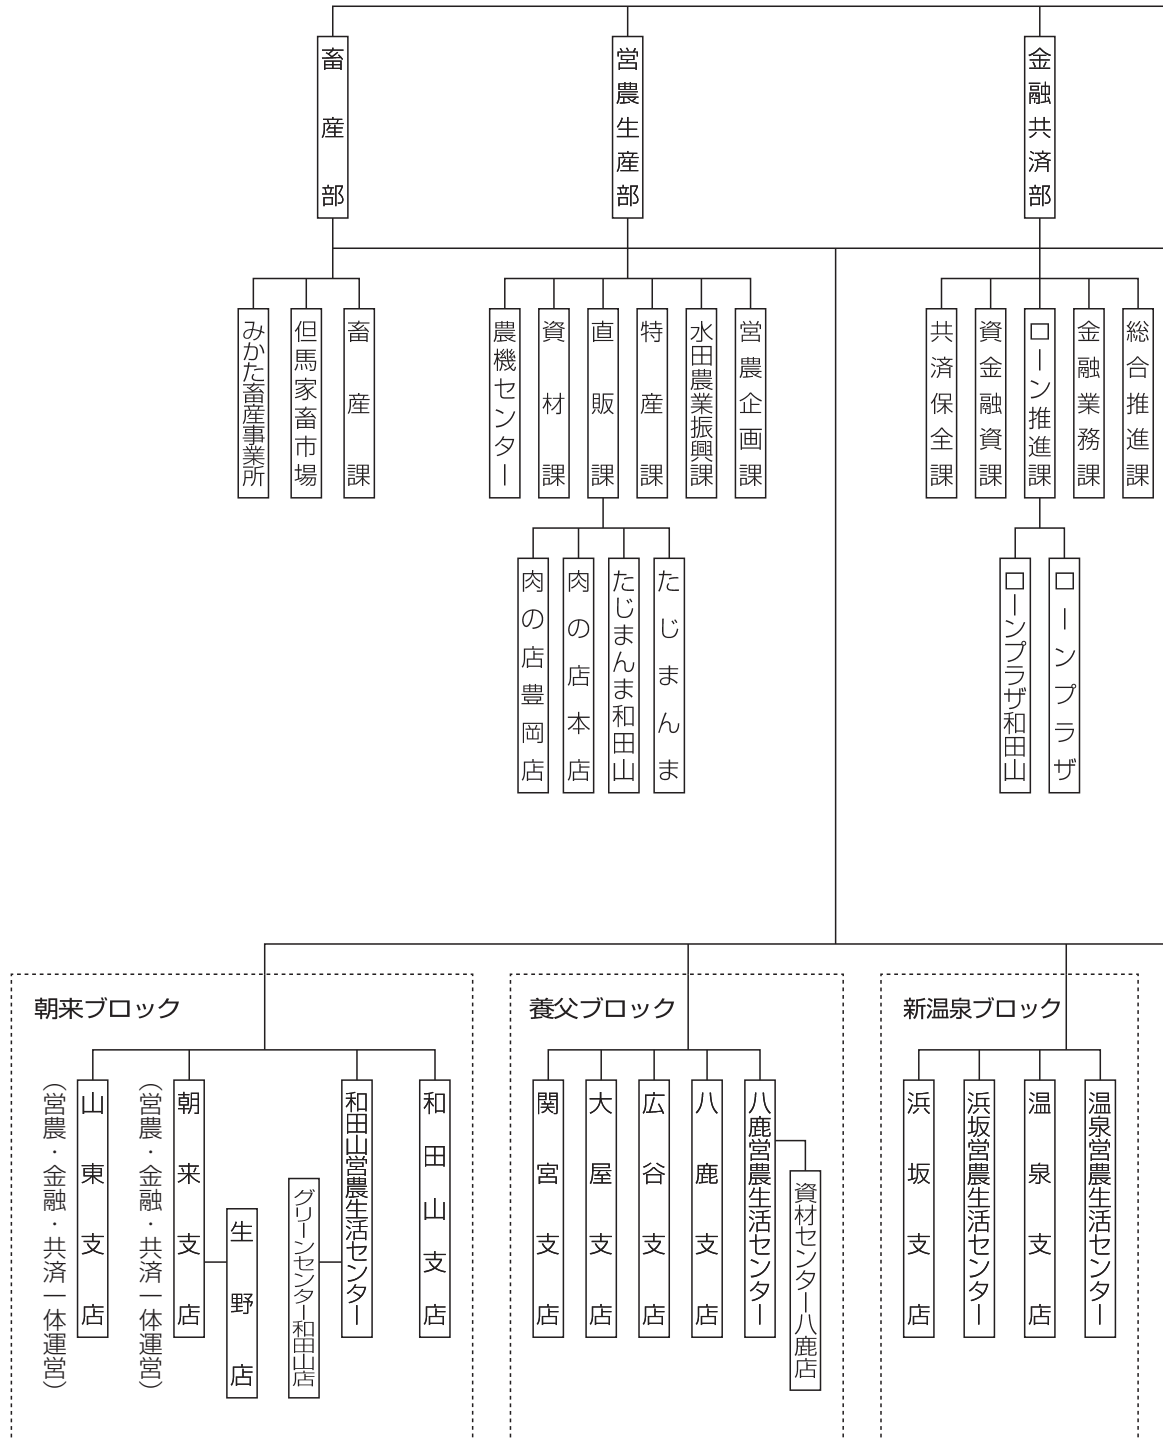 金融共済部
営農生産部
畜産部
総合推進課
金融業務課
ローン推進課
資金融資課
共済保全課
営農企画課
水田農業振興課
特産課
直販課
資材課
農機センター
畜産課
但馬家畜市場
みかた畜産事業所
ローンプラザ
ローンプラザ和田山
たじまんま
たじまんま和田山
肉の店本店
肉の店豊岡店
新温泉ブロック
温泉営農生活センター
温泉支店
浜坂営農生活センター
浜坂支店
養父ブロック
八鹿営農生活センター
資材センター八鹿店
八鹿支店
広谷支店
大屋支店
関宮支店
朝来ブロック
和田山支店
和田山営農生活センター
グリーンセンター和田山店
朝来支店
(営農・金融・共済一体運営)
生野店
山東支店
(営農・金融・共済一体運営)